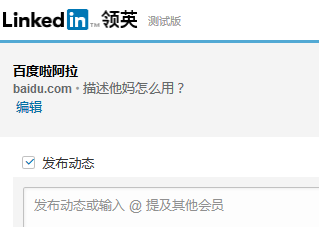 Linked in™ 领英 测试版
百度啦阿拉
baidu.com • 描述他妈怎么用？
编辑
发布动态
发布动态或输入 @ 提及其他会员